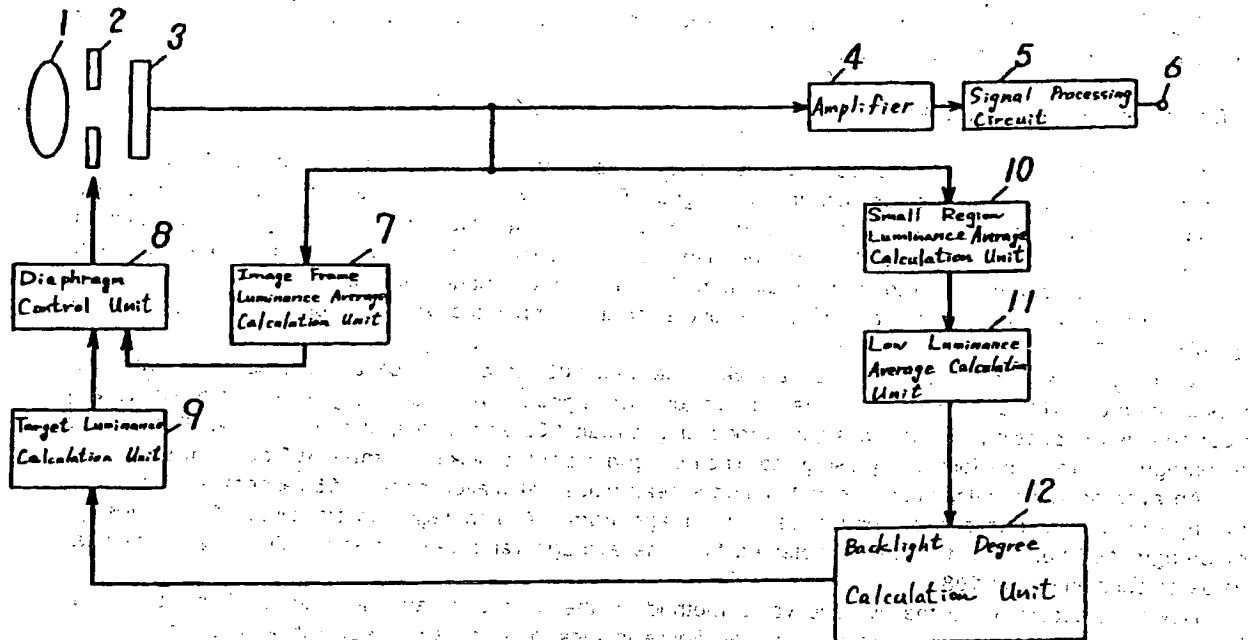 1
2
3
4
Amplifier
5
Signal Processing
Circuit
6
10
Small Region
Luminance Average
Calculation Unit
7
Image Frame
Luminance Average
Calculation Unit
8
Diaphragm
Control Unit
11
Low Luminance
Average Calculation
Unit
9
Target Luminance
Calculation Unit
12
Backlight Degree
Calculation Unit